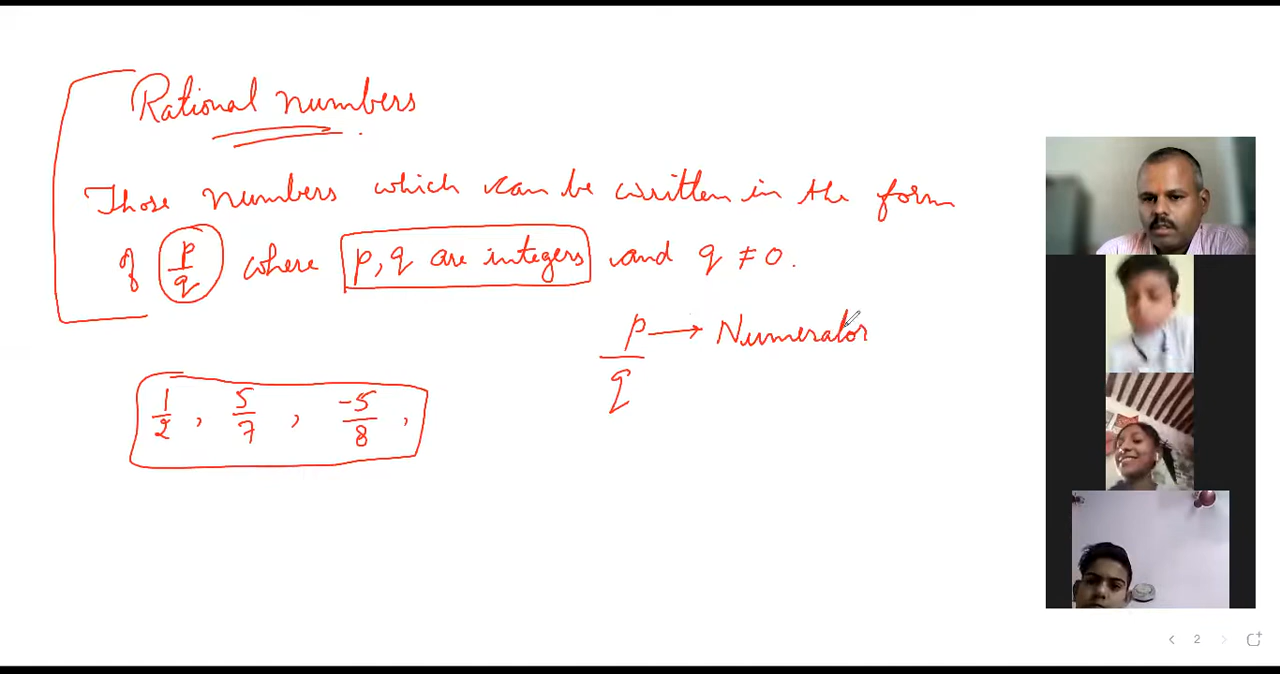 Rational numbers
Those numbers which can be written in the form
of p/q where p, q are integers and q ≠ 0.
p → Numerator
q
1/2, 5/7, -5/8,
2